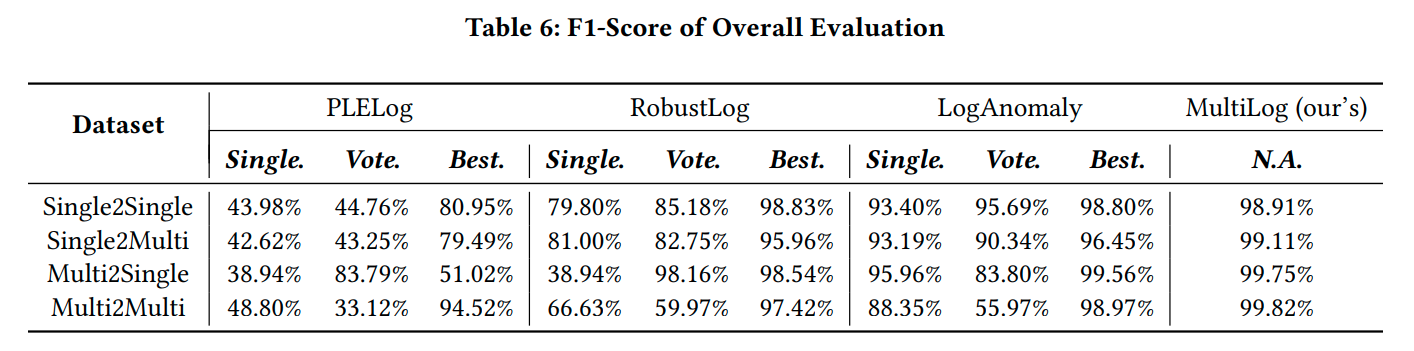 Table 6: F1-Score of Overall Evaluation
Dataset PLELog RobustLog LogAnomaly MultiLog (our's)
Single. Vote. Best. Single. Vote. Best. Single. Vote. Best. N.A.
Single2Single 43.98% 44.76% 80.95% 79.80% 85.18% 98.83% 93.40% 95.69% 98.80% 98.91%
Single2Multi 42.62% 43.25% 79.49% 81.00% 82.75% 95.96% 93.19% 90.34% 96.45% 99.11%
Multi2Single 38.94% 83.79% 51.02% 38.94% 98.16% 98.54% 95.96% 83.80% 99.56% 99.75%
Multi2Multi 48.80% 33.12% 94.52% 66.63% 59.97% 97.42% 88.35% 55.97% 98.97% 99.82%